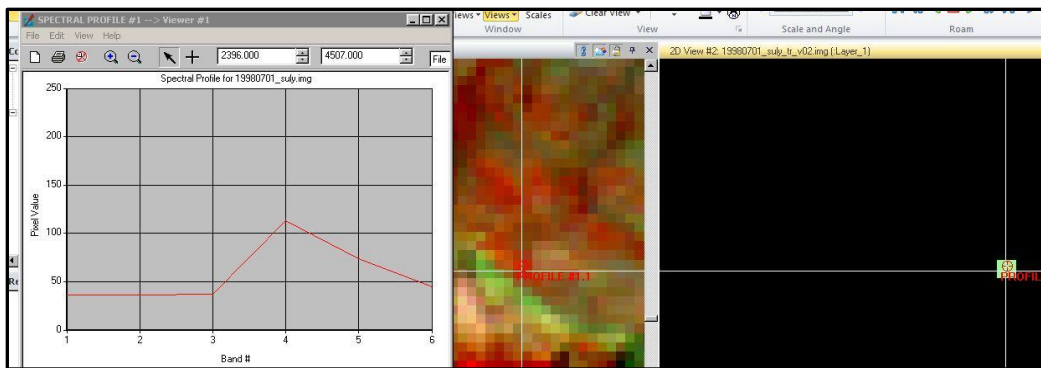 SPECTRAL PROFILE #1 --> Viewer #1
File Edit View Help
2396.000 4507.000 File
Spectral Profile for 19980701_suly.img
250
200
150
100
50
0
1 2 3 4 5 6
Pixel Value
Band #
Views Scales
Clear View
Window View Scale and Angle Roam
2D View #2: 19980701_suly_tr_v02.img (:Layer_1)
PROFILE #1.1